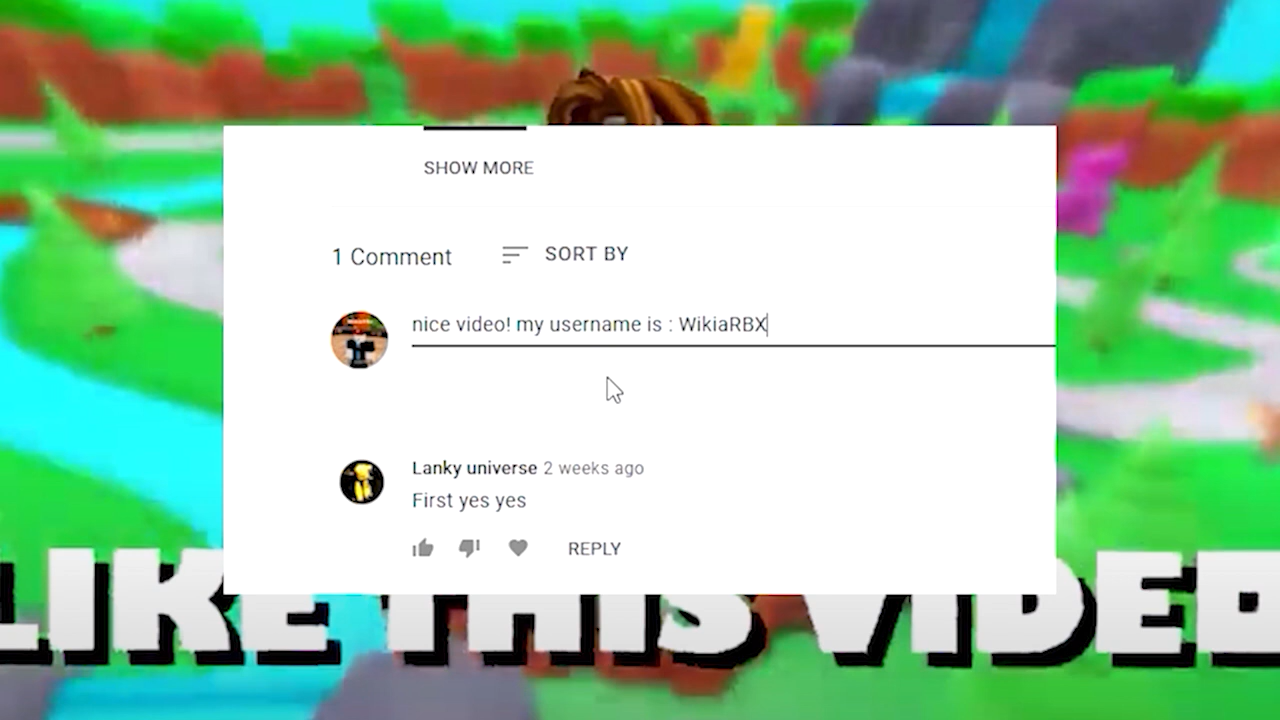 SHOW MORE
1 Comment SORT BY
nice video! my username is : WikiaRBX
Lanky universe 2 weeks ago
First yes yes
REPLY
LIKE THIS VIDEO